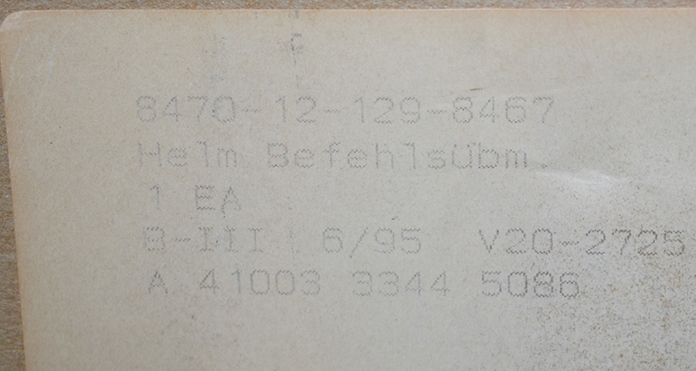 8470-12-129-8467
Helm Befehlsübm.
1 EA
B-III 6/95 V20-2725
A 41003 3344 5086